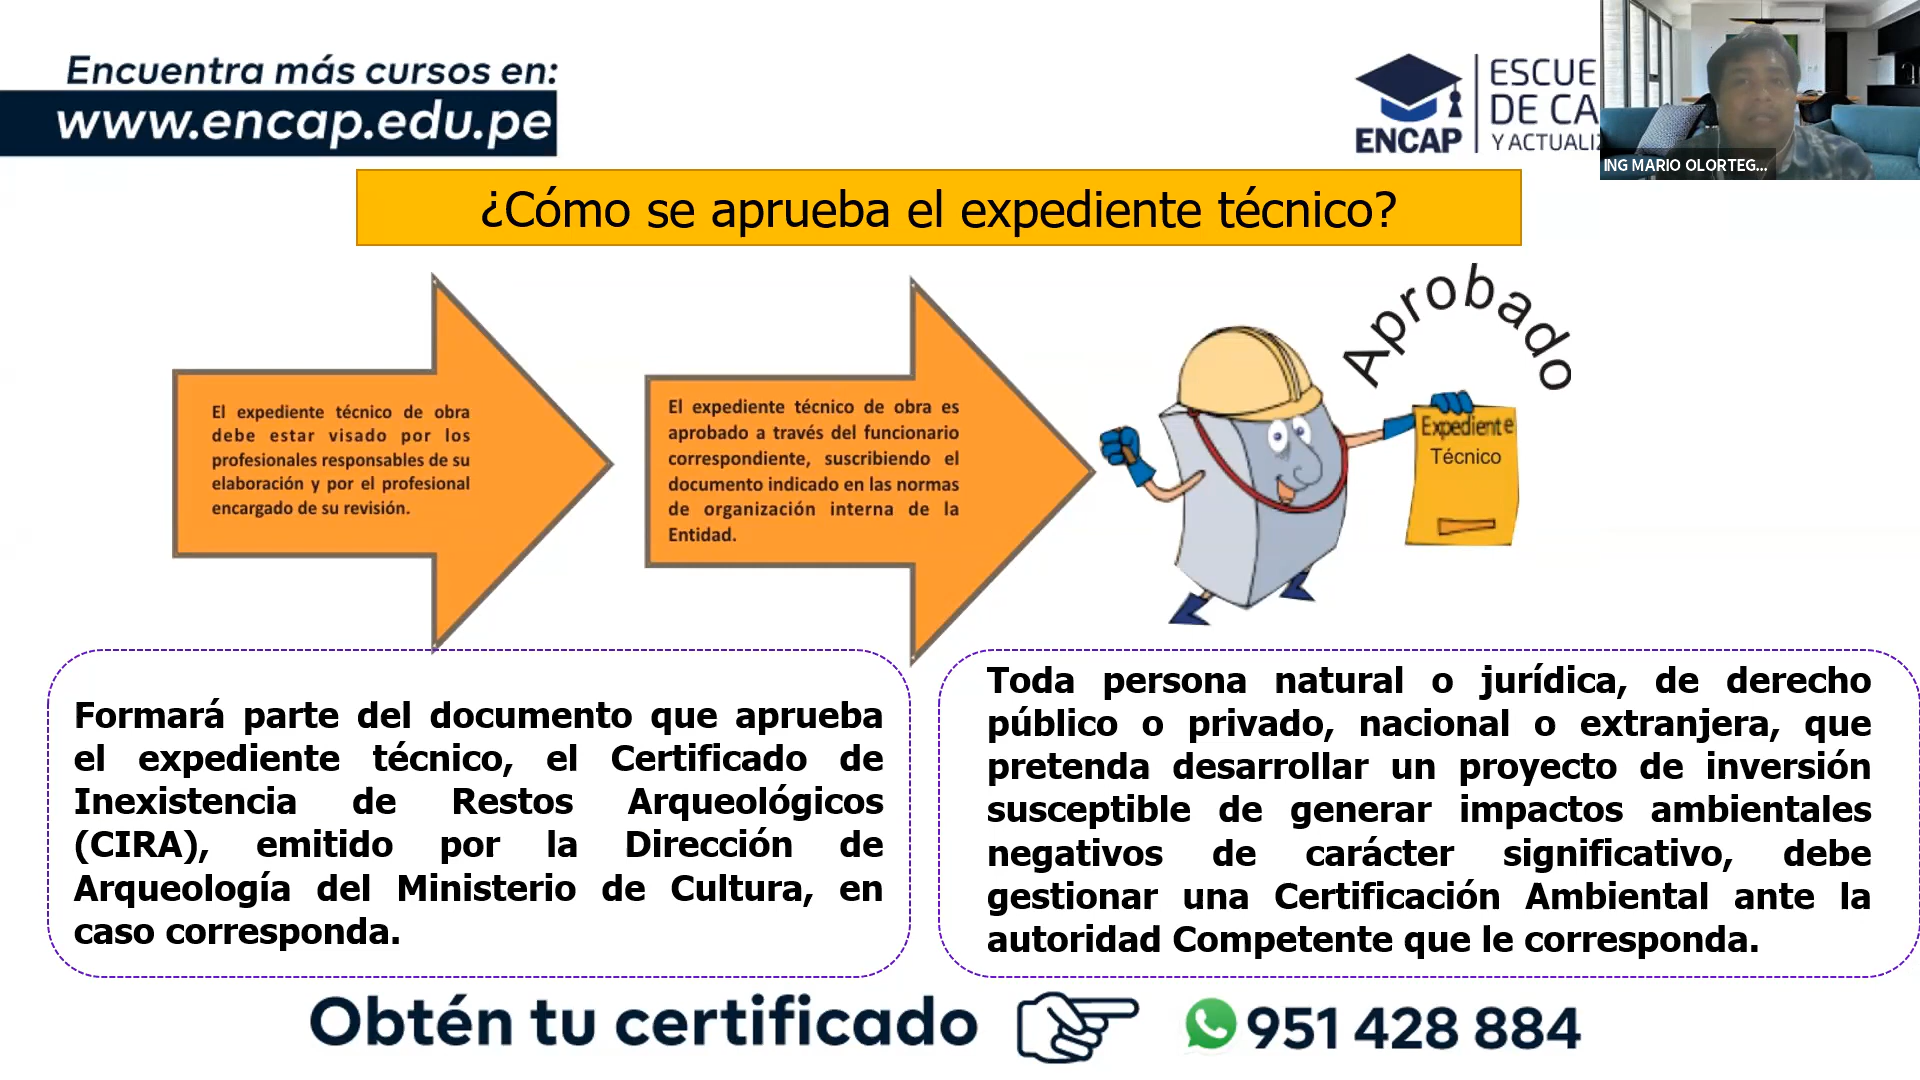 Encuentra más cursos en:
www.encap.edu.pe
ENCAP
ESCUE
DE CA
Y ACTUALIZ
ING MARIO OLORTEG...
¿Cómo se aprueba el expediente técnico?
El expediente técnico de obra
debe estar visado por los
profesionales responsables de su
elaboración y por el profesional
encargado de su revisión.
El expediente técnico de obra es
aprobado a través del funcionario
correspondiente, suscribiendo el
documento indicado en las normas
de organización interna de la
Entidad.
Aprobado
Expediente
Técnico
Formará parte del documento que aprueba
el expediente técnico, el Certificado de
Inexistencia de Restos Arqueológicos
(CIRA), emitido por la Dirección de
Arqueología del Ministerio de Cultura, en
caso corresponda.
Toda persona natural o jurídica, de derecho
público o privado, nacional o extranjera, que
pretenda desarrollar un proyecto de inversión
susceptible de generar impactos ambientales
negativos de carácter significativo, debe
gestionar una Certificación Ambiental ante la
autoridad Competente que le corresponda.
Obtén tu certificado
951 428 884